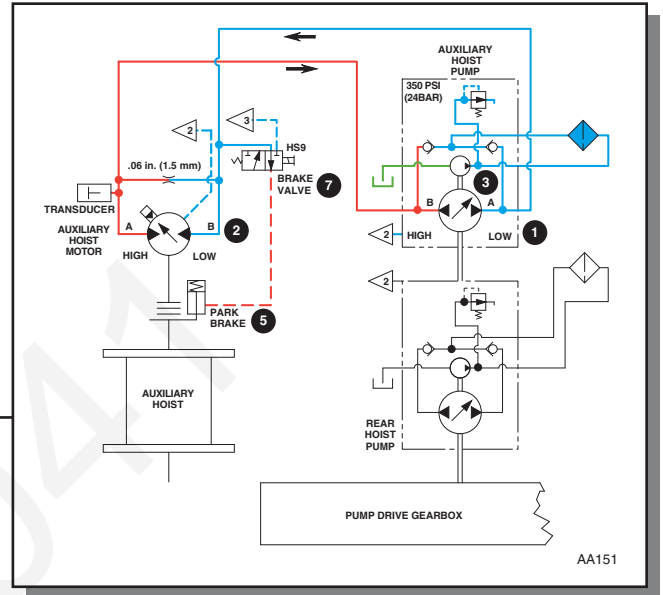 AUXILIARY
HOIST
PUMP
350 PSI
(24BAR)
2
3
HS9
BRAKE
VALVE
7
.06 in. (1.5 mm)
TRANSDUCER
AUXILIARY
HOIST
MOTOR
A
B
2
HIGH
LOW
3
B
A
2
HIGH
LOW
1
2
PARK
BRAKE
5
AUXILIARY
HOIST
REAR
HOIST
PUMP
PUMP DRIVE GEARBOX
AA151
041